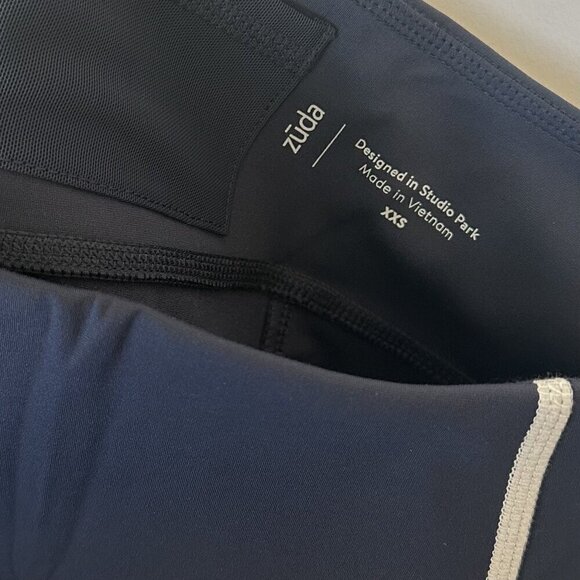 zūda
Designed in Studio Park
Made in Vietnam
XXS